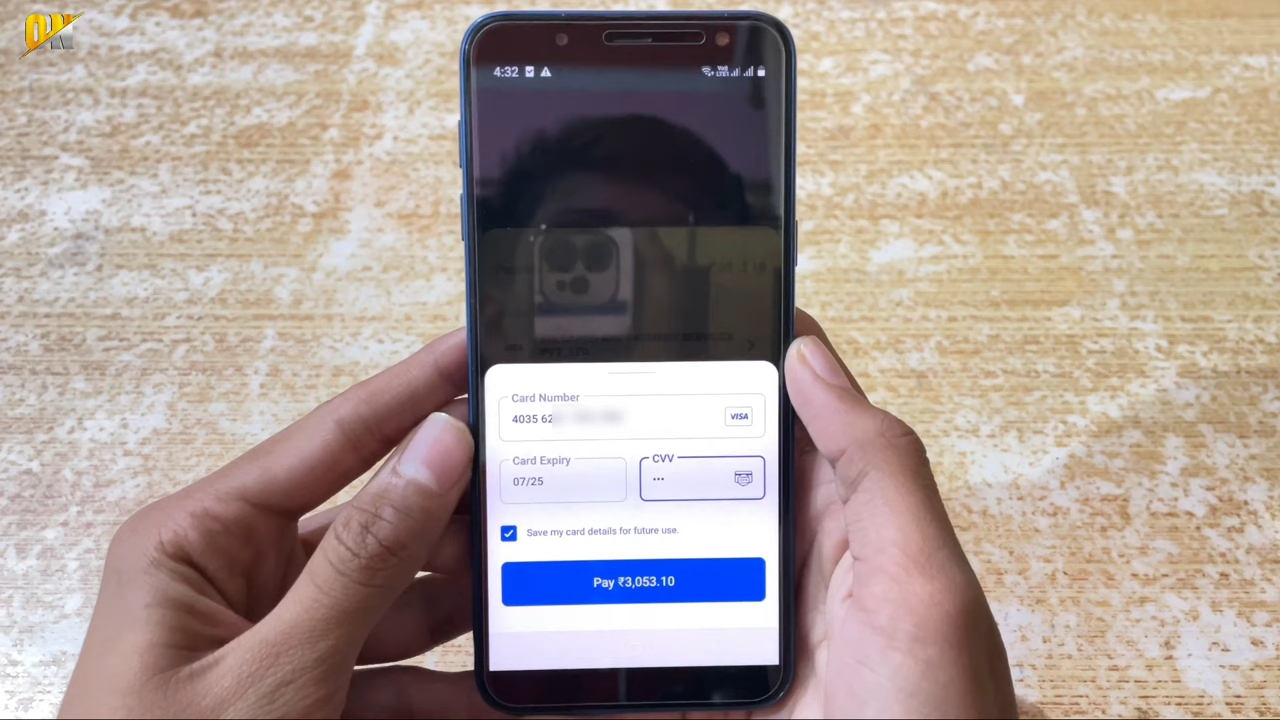 ON
4:32
Card Number
4035 62
VISA
Card Expiry
07/25
CVV
•••
Save my card details for future use.
Pay ₹3,053.10